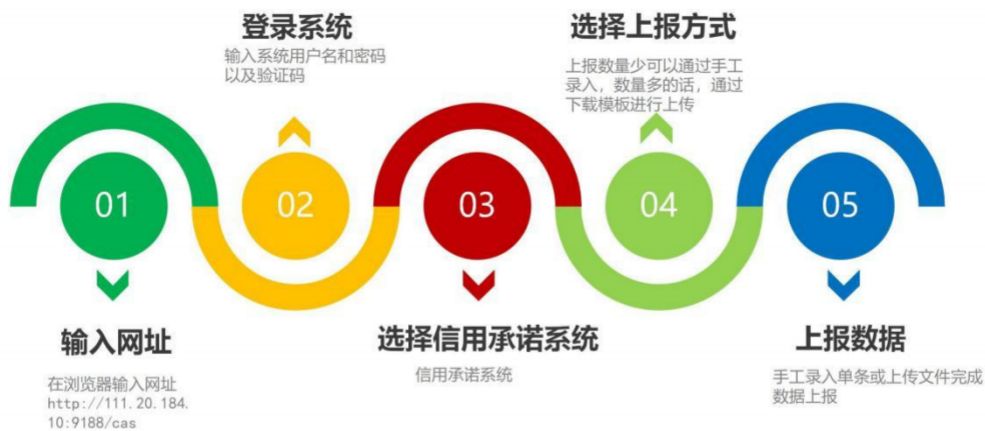 01
输入网址
在浏览器输入网址
http://111.20.184.
10:9188/cas
登录系统
输入系统用户名和密码
以及验证码
02
03
选择信用承诺系统
信用承诺系统
选择上报方式
上报数量少可以通过手工
录入，数量多的话，通过
下载模板进行上传
04
05
上报数据
手工录入单条或上传文件完成
数据上报